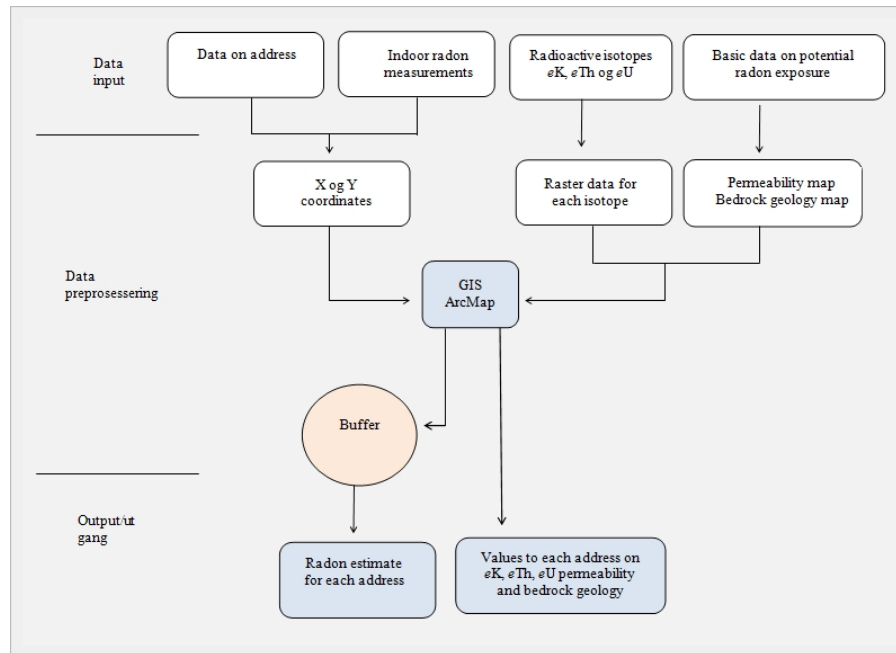 Data
input
Data on address
Indoor radon
measurements
Radioactive isotopes
eK, eTh og eU
Basic data on potential
radon exposure
X og Y
coordinates
Raster data for
each isotope
Permeability map
Bedrock geology map
Data
preprosessering
GIS
ArcMap
Buffer
Output/ut
gang
Radon estimate
for each address
Values to each address on
eK, eTh, eU permeability
and bedrock geology